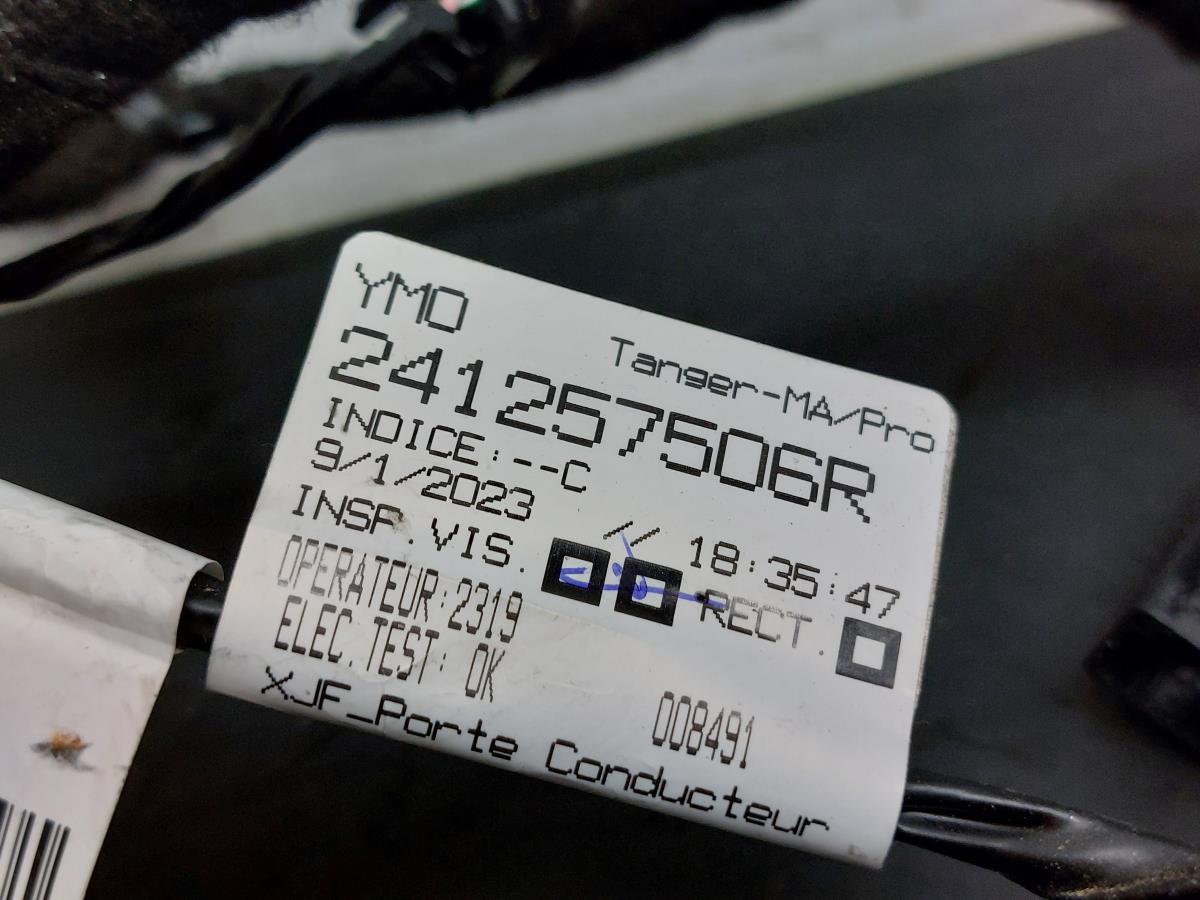 YMO
Tanger-MA/Pro
241257506R
INDICE:--C
9/1/2023 // 18:35:47
INSP.VIS. RECT.
OPERATEUR:2319
ELEC.TEST: OK 008491
XJF_Porte Conducteur